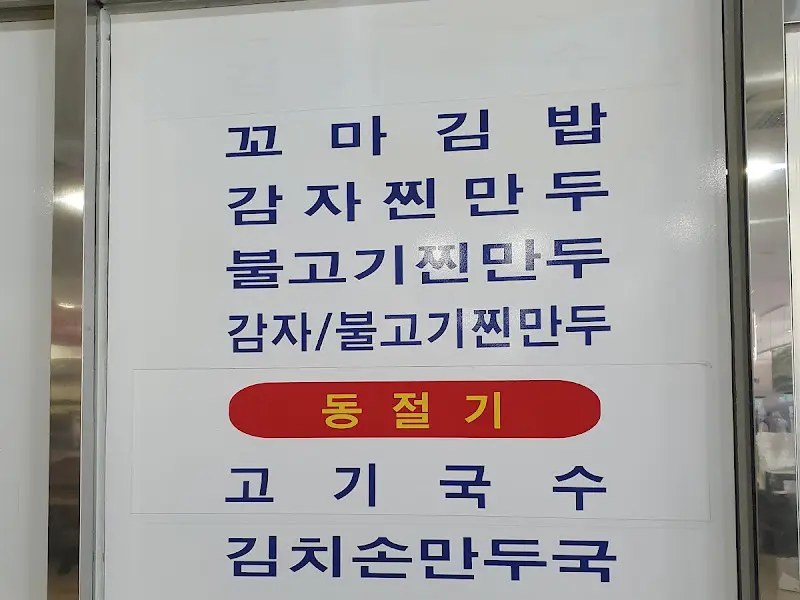 꼬마김밥
감자찐만두
불고기찐만두
감자/불고기찐만두
동절기
고기국수
김치손만두국